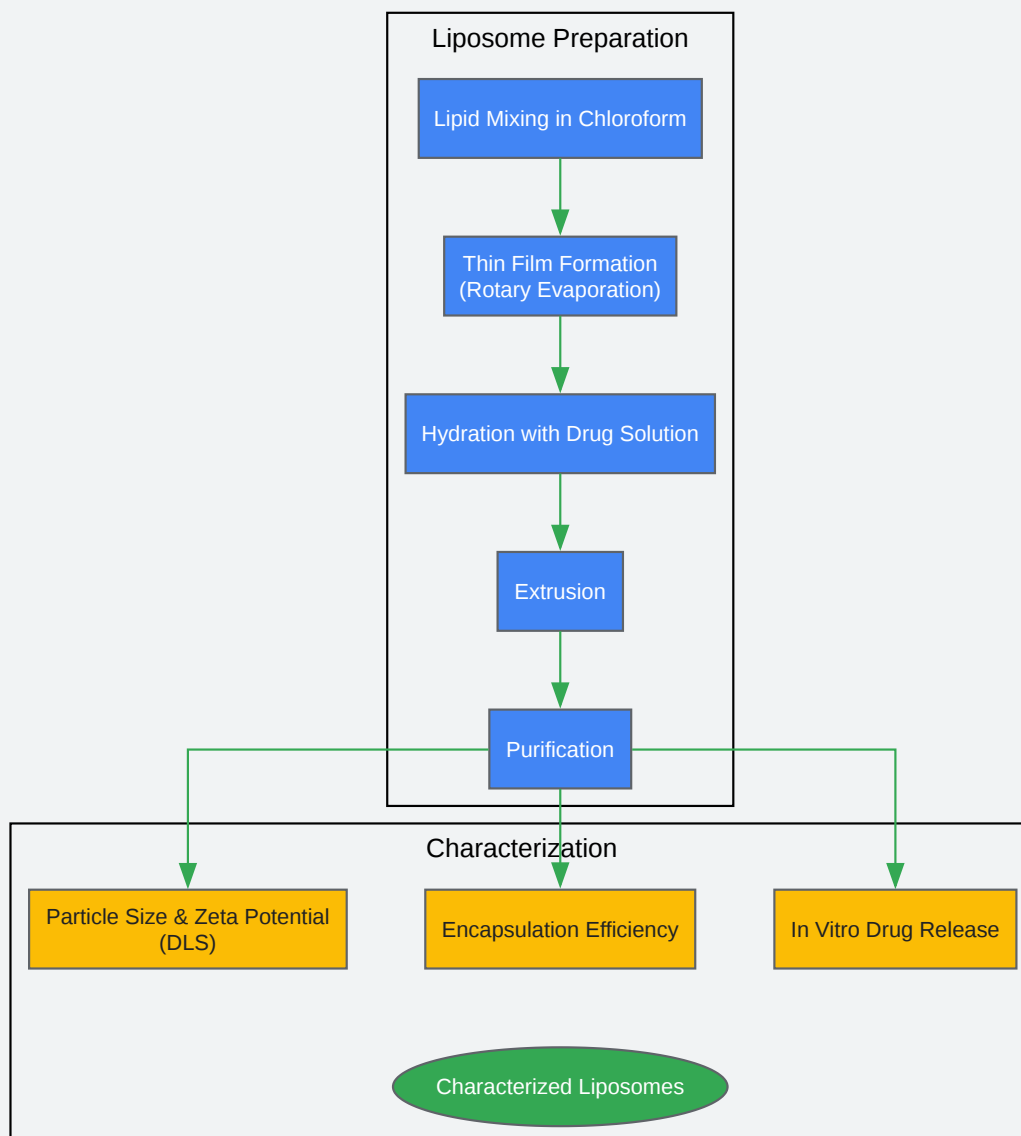 Liposome Preparation
Lipid Mixing in Chloroform
Thin Film Formation
(Rotary Evaporation)
Hydration with Drug Solution
Extrusion
Purification
Characterization
Particle Size & Zeta Potential
(DLS)
Encapsulation Efficiency
In Vitro Drug Release
Characterized Liposomes